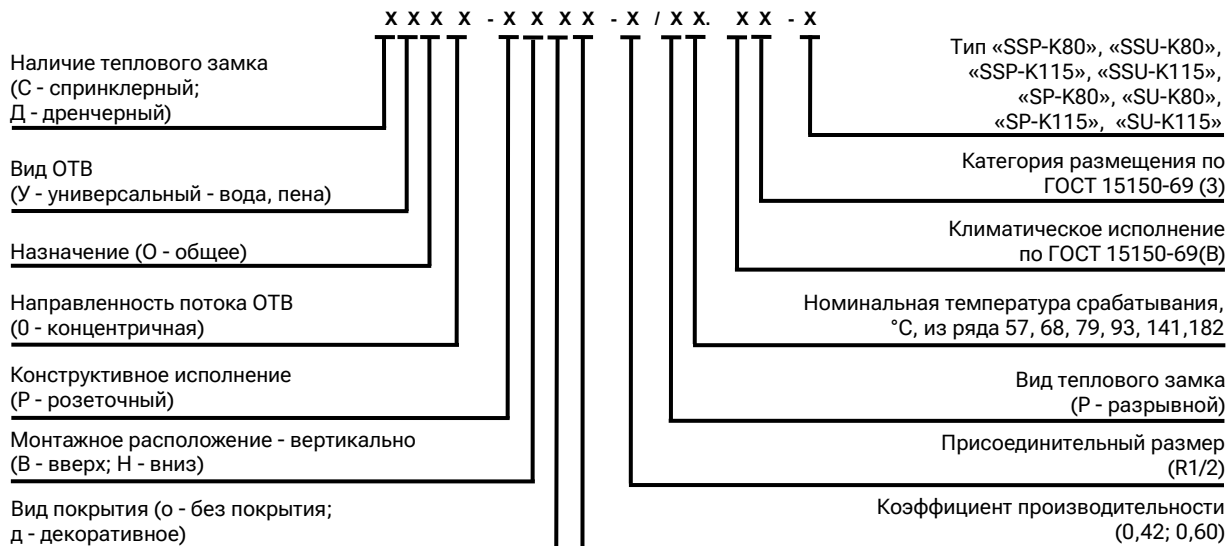 X X X X - X X X X - X / X X. X X - X
Наличие теплового замка
(С - спринклерный;
Д - дренчерный)
Вид ОТВ
(У - универсальный - вода, пена)
Назначение (О - общее)
Направленность потока ОТВ
(0 - концентричная)
Конструктивное исполнение
(Р - розеточный)
Монтажное расположение - вертикально
(В - вверх; Н - вниз)
Вид покрытия (о - без покрытия;
д - декоративное)
Тип «SSP-K80», «SSU-K80»,
«SSP-K115», «SSU-K115»,
«SP-K80», «SU-K80»,
«SP-K115», «SU-K115»
Категория размещения по
ГОСТ 15150-69 (3)
Климатическое исполнение
по ГОСТ 15150-69(В)
Номинальная температура срабатывания,
°С, из ряда 57, 68, 79, 93, 141,182
Вид теплового замка
(Р - разрывной)
Присоединительный размер
(R1/2)
Коэффициент производительности
(0,42; 0,60)